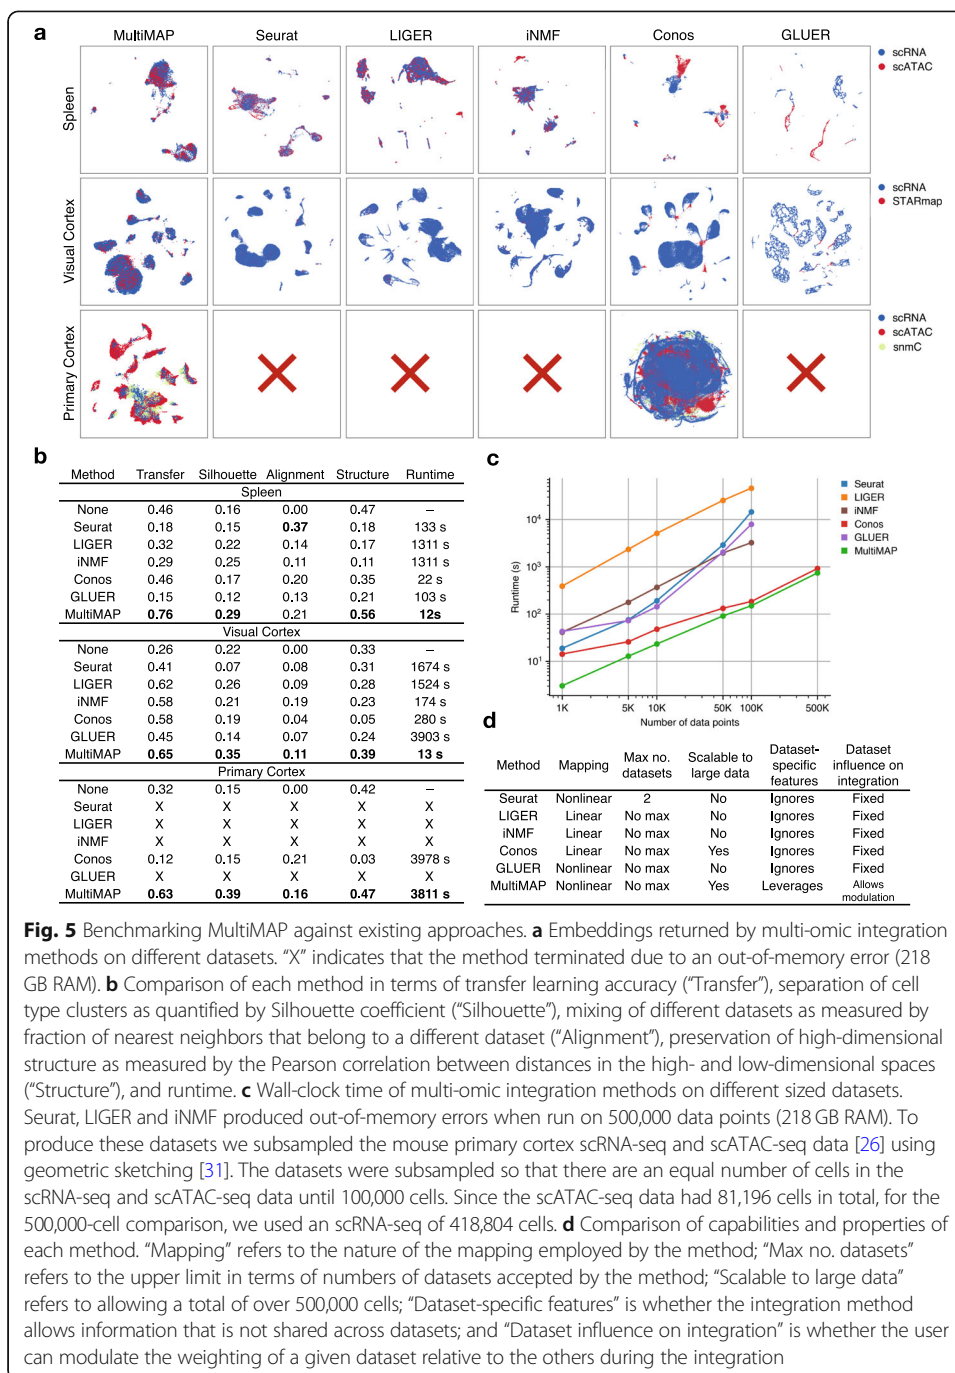 a
MultiMAP Seurat LIGER iNMF Conos GLUER
Spleen
scRNA
scATAC
Visual Cortex
scRNA
STARmap
Primary Cortex
scRNA
scATAC
snmC
b
Method Transfer Silhouette Alignment Structure Runtime
Spleen
None 0.46 0.16 0.00 0.47 –
Seurat 0.18 0.15 0.37 0.18 133 s
LIGER 0.32 0.22 0.14 0.17 1311 s
iNMF 0.29 0.25 0.11 0.11 1311 s
Conos 0.46 0.17 0.20 0.35 22 s
GLUER 0.15 0.12 0.13 0.21 103 s
MultiMAP 0.76 0.29 0.21 0.56 12s
Visual Cortex
None 0.26 0.22 0.00 0.33 –
Seurat 0.41 0.07 0.08 0.31 1674 s
LIGER 0.62 0.26 0.09 0.28 1524 s
iNMF 0.58 0.21 0.19 0.23 174 s
Conos 0.58 0.19 0.04 0.05 280 s
GLUER 0.45 0.14 0.07 0.24 3903 s
MultiMAP 0.65 0.35 0.11 0.39 13 s
Primary Cortex
None 0.32 0.15 0.00 0.42 –
Seurat X X X X X
LIGER X X X X X
iNMF X X X X X
Conos 0.12 0.15 0.21 0.03 3978 s
GLUER X X X X X
MultiMAP 0.63 0.39 0.16 0.47 3811 s
c
Runtime (s)
10^4
10^3
10^2
10^1
1K 5K 10K 50K 100K 500K
Number of data points
Seurat
LIGER
iNMF
Conos
GLUER
MultiMAP
d
Method Mapping Max no. datasets Scalable to large data Dataset-specific features Dataset influence on integration
Seurat Nonlinear 2 No Ignores Fixed
LIGER Linear No max No Ignores Fixed
iNMF Linear No max No Ignores Fixed
Conos Linear No max Yes Ignores Fixed
GLUER Nonlinear No max No Ignores Fixed
MultiMAP Nonlinear No max Yes Leverages Allows modulation
Fig. 5 Benchmarking MultiMAP against existing approaches. a Embeddings returned by multi-omic integration
methods on different datasets. “X” indicates that the method terminated due to an out-of-memory error (218
GB RAM). b Comparison of each method in terms of transfer learning accuracy (“Transfer”), separation of cell
type clusters as quantified by Silhouette coefficient (“Silhouette”), mixing of different datasets as measured by
fraction of nearest neighbors that belong to a different dataset (“Alignment”), preservation of high-dimensional
structure as measured by the Pearson correlation between distances in the high- and low-dimensional spaces
(“Structure”), and runtime. c Wall-clock time of multi-omic integration methods on different sized datasets.
Seurat, LIGER and iNMF produced out-of-memory errors when run on 500,000 data points (218 GB RAM). To
produce these datasets we subsampled the mouse primary cortex scRNA-seq and scATAC-seq data [26] using
geometric sketching [31]. The datasets were subsampled so that there are an equal number of cells in the
scRNA-seq and scATAC-seq data until 100,000 cells. Since the scATAC-seq data had 81,196 cells in total, for the
500,000-cell comparison, we used an scRNA-seq of 418,804 cells. d Comparison of capabilities and properties of
each method. “Mapping” refers to the nature of the mapping employed by the method; “Max no. datasets”
refers to the upper limit in terms of numbers of datasets accepted by the method; “Scalable to large data”
refers to allowing a total of over 500,000 cells; “Dataset-specific features” is whether the integration method
allows information that is not shared across datasets; and “Dataset influence on integration” is whether the user
can modulate the weighting of a given dataset relative to the others during the integration